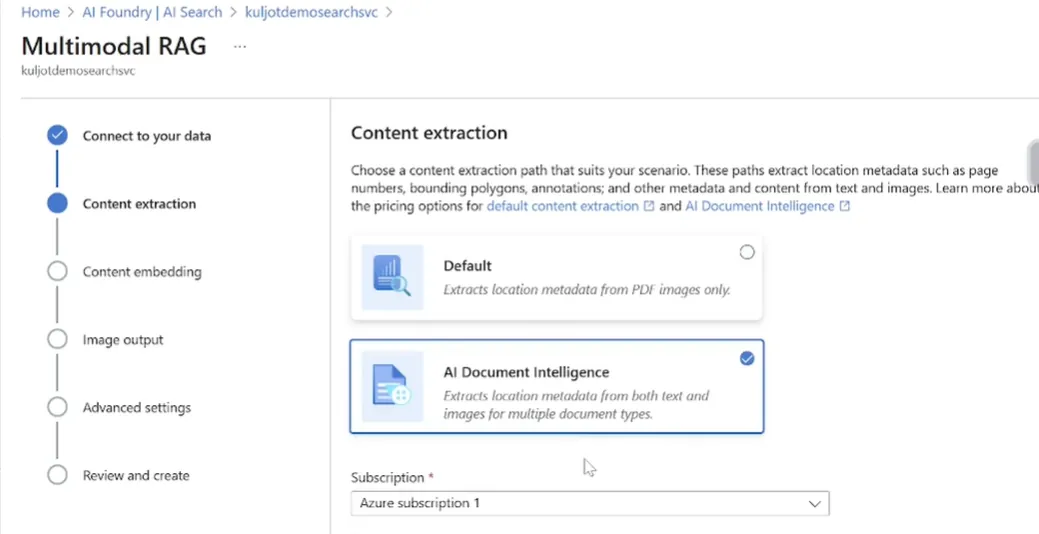 Home > AI Foundry | AI Search > kuljotdemosearchsvc >
Multimodal RAG ...
kuljotdemosearchsvc
Connect to your data
Content extraction
Content embedding
Image output
Advanced settings
Review and create
Content extraction
Choose a content extraction path that suits your scenario. These paths extract location metadata such as page
numbers, bounding polygons, annotations; and other metadata and content from text and images. Learn more about
the pricing options for default content extraction and AI Document Intelligence
Default
Extracts location metadata from PDF images only.
AI Document Intelligence
Extracts location metadata from both text and
images for multiple document types.
Subscription *
Azure subscription 1